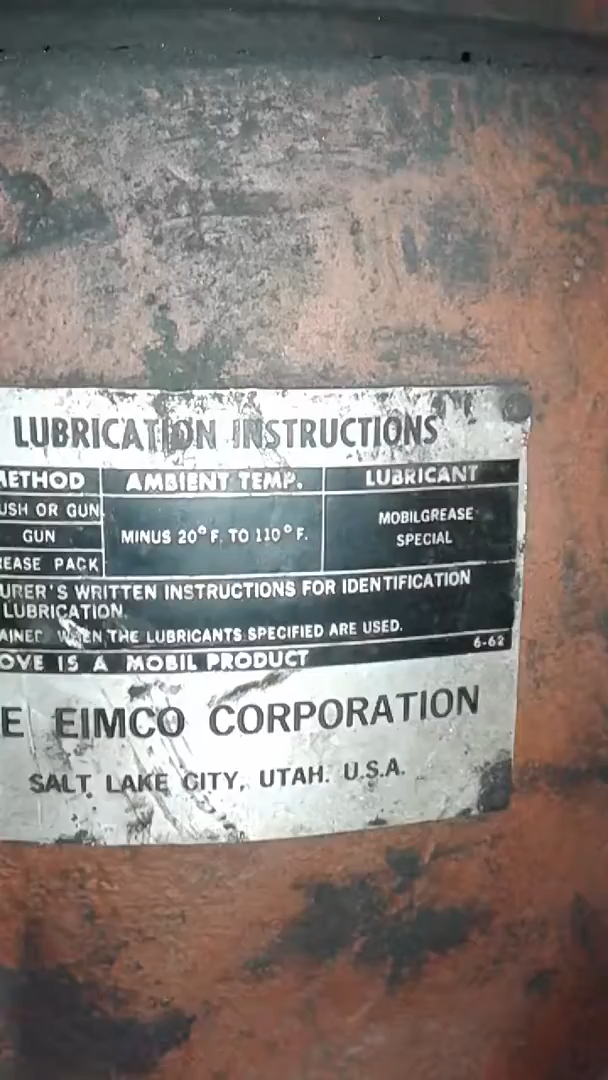 LUBRICATION INSTRUCTIONS
METHOD AMBIENT TEMP. LUBRICANT
USH OR GUN
GUN
EASE PACK
MINUS 20° F. TO 110° F.
MOBILGREASE
SPECIAL
URER'S WRITTEN INSTRUCTIONS FOR IDENTIFICATION
LUBRICATION.
AINED WHEN THE LUBRICANTS SPECIFIED ARE USED.
6-62
OVE IS A MOBIL PRODUCT
E EIMCO CORPORATION
SALT LAKE CITY, UTAH. U.S.A.